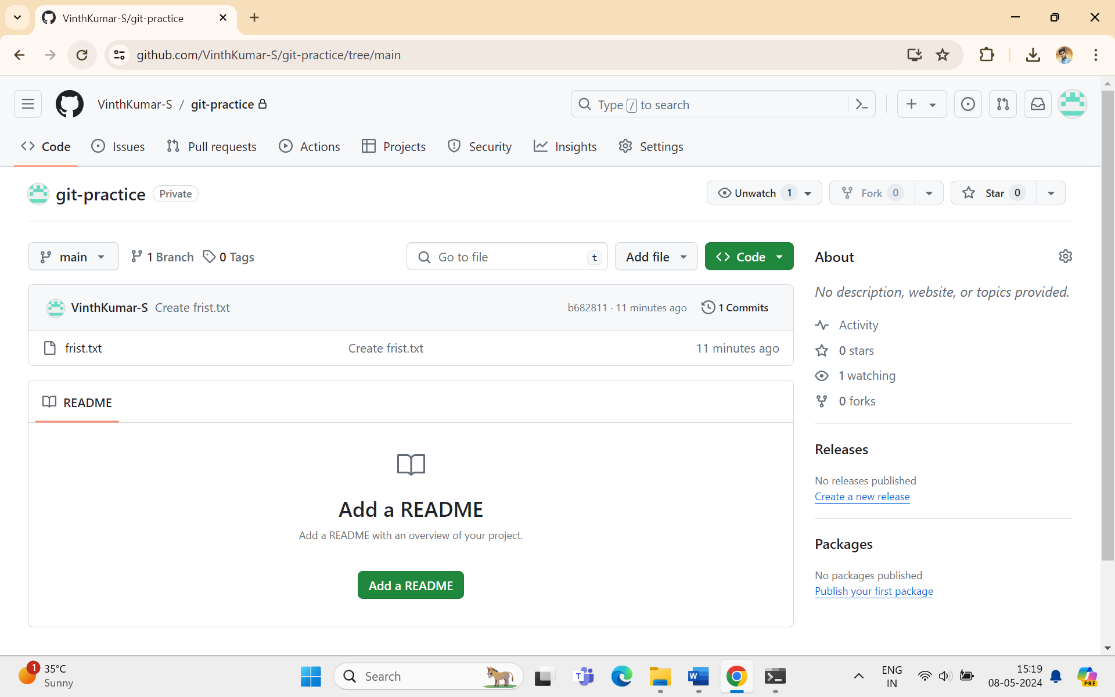 VinthKumar-S/git-practice
github.com/VinthKumar-S/git-practice/tree/main
VinthKumar-S / git-practice
Type / to search
Code Issues Pull requests Actions Projects Security Insights Settings
git-practice Private
Unwatch 1 Fork 0 Star 0
main 1 Branch 0 Tags
Go to file t Add file Code
About
No description, website, or topics provided.
VinthKumar-S Create frist.txt b682811 · 11 minutes ago 1 Commits
frist.txt Create frist.txt 11 minutes ago
Activity
0 stars
1 watching
0 forks
README
Add a README
Add a README with an overview of your project.
Add a README
Releases
No releases published
Create a new release
Packages
No packages published
Publish your first package
1
35°C
Sunny
Search
ENG
IN
15:19
08-05-2024
PRE